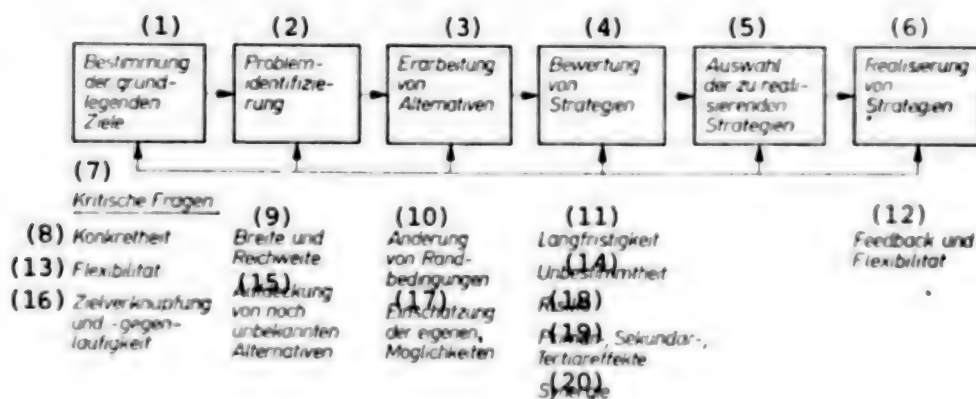 (1) (2) (3) (4) (5) (6)
Bestimmung
der grund-
legenden
Ziele
Problem-
identifizie-
rung
Erarbeitung
von
Alternativen
Bewertung
von
Strategien
Auswahl
der zu reali-
sierenden
Strategien
Realisierung
von
Strategien
(7)
Kritische Fragen
(8) Konkretheit
(13) Flexibilität
(16) Zielverknüpfung
und -gegen-
läufigkeit
(9)
Breite und
Reichweite
(15)
von noch
unbekannten
Alternativen
(10)
Änderung
von Rand-
bedingungen
(17)
Einschätzung
der eigenen
Möglichkeiten
(11)
Langfristigkeit
(14)
Unbestimmtheit
(18)
(19)
, Sekundär-,
Tertiäreffekte
(20)
(12)
Feedback und
Flexibilität